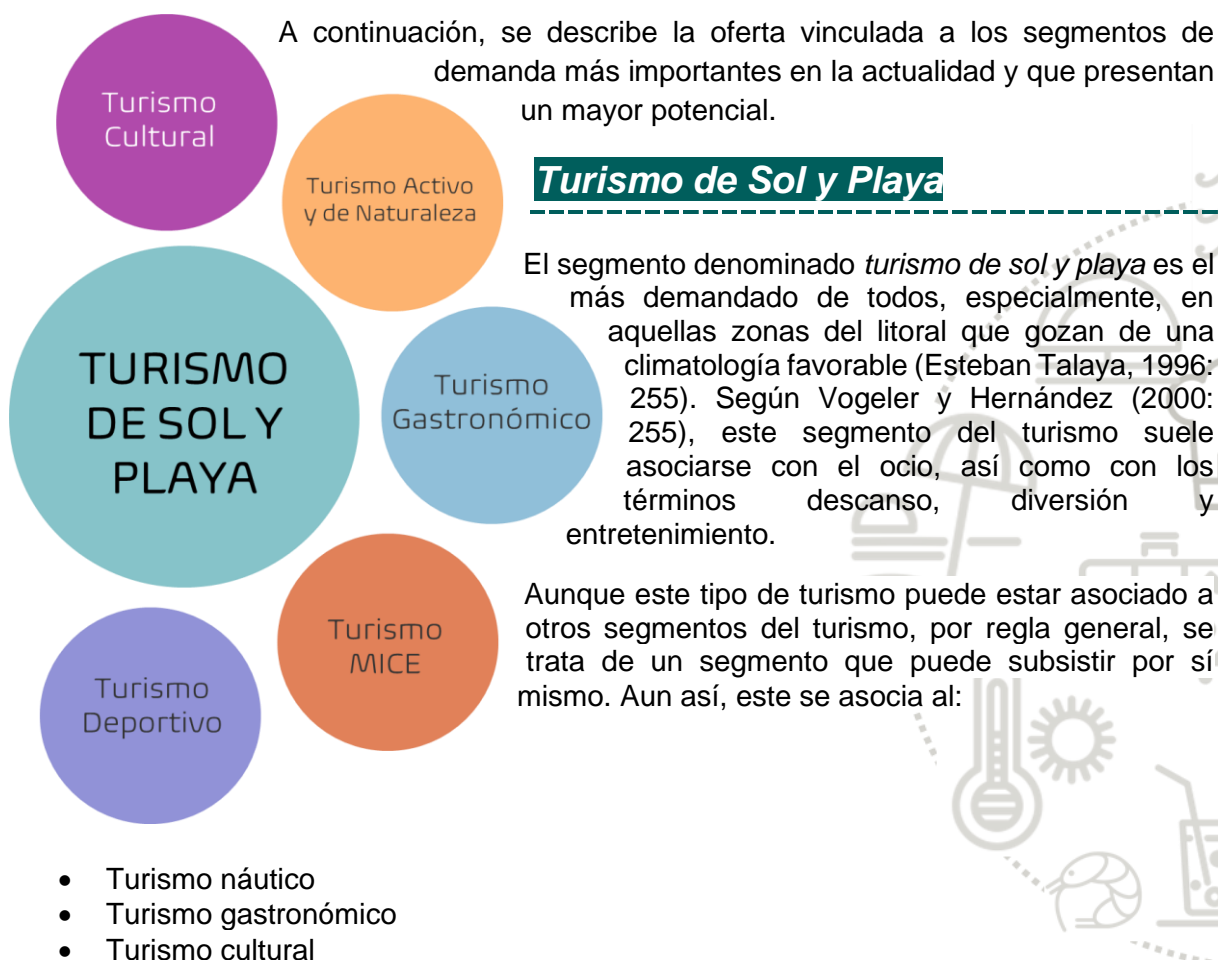 A continuación, se describe la oferta vinculada a los segmentos de
demanda más importantes en la actualidad y que presentan
un mayor potencial.
Turismo
Cultural
Turismo Activo
y de Naturaleza
TURISMO
DE SOL Y
PLAYA
Turismo
Gastronómico
Turismo
MICE
Turismo
Deportivo
Turismo de Sol y Playa
El segmento denominado turismo de sol y playa es el
más demandado de todos, especialmente, en
aquellas zonas del litoral que gozan de una
climatología favorable (Esteban Talaya, 1996:
255). Según Vogeler y Hernández (2000:
255), este segmento del turismo suele
asociarse con el ocio, así como con los
términos descanso, diversión y
entretenimiento.
Aunque este tipo de turismo puede estar asociado a
otros segmentos del turismo, por regla general, se
trata de un segmento que puede subsistir por sí
mismo. Aun así, este se asocia al:
• Turismo náutico
• Turismo gastronómico
• Turismo cultural